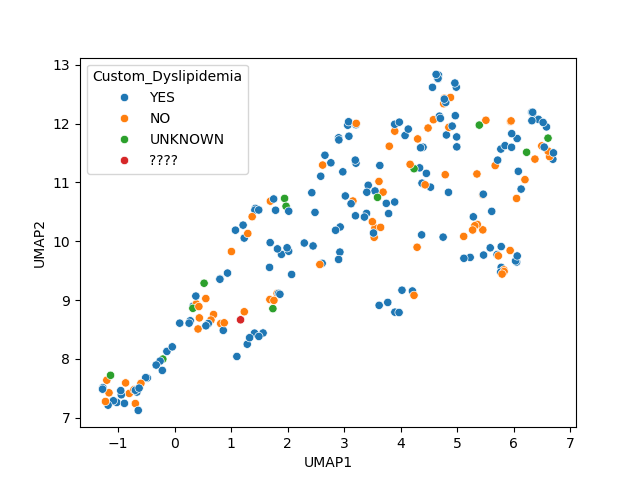 Custom_Dyslipidemia
YES
NO
UNKNOWN
????
13
12
11
10
9
8
7
UMAP2
−1 0 1 2 3 4 5 6 7
UMAP1